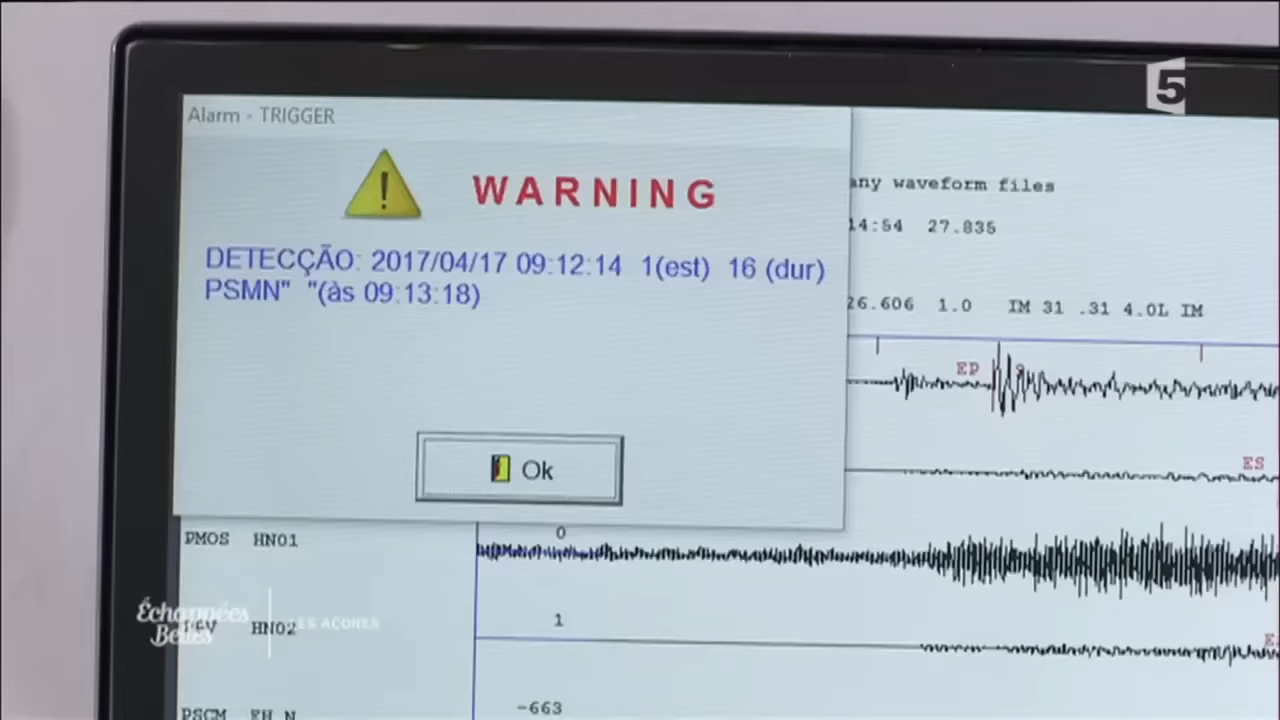 5
Alarm - TRIGGER
WARNING
DETECÇÃO: 2017/04/17 09:12:14 1(est) 16 (dur)
PSMN" "(às 09:13:18)
Ok
any waveform files
14:54 27.835
26.606 1.0 IM 31 .31 4.0L IM
EP
ES
PMOS HN01
0
HN02
1
PSCM EH N
-663
Échappées
Belles
LES AÇORES